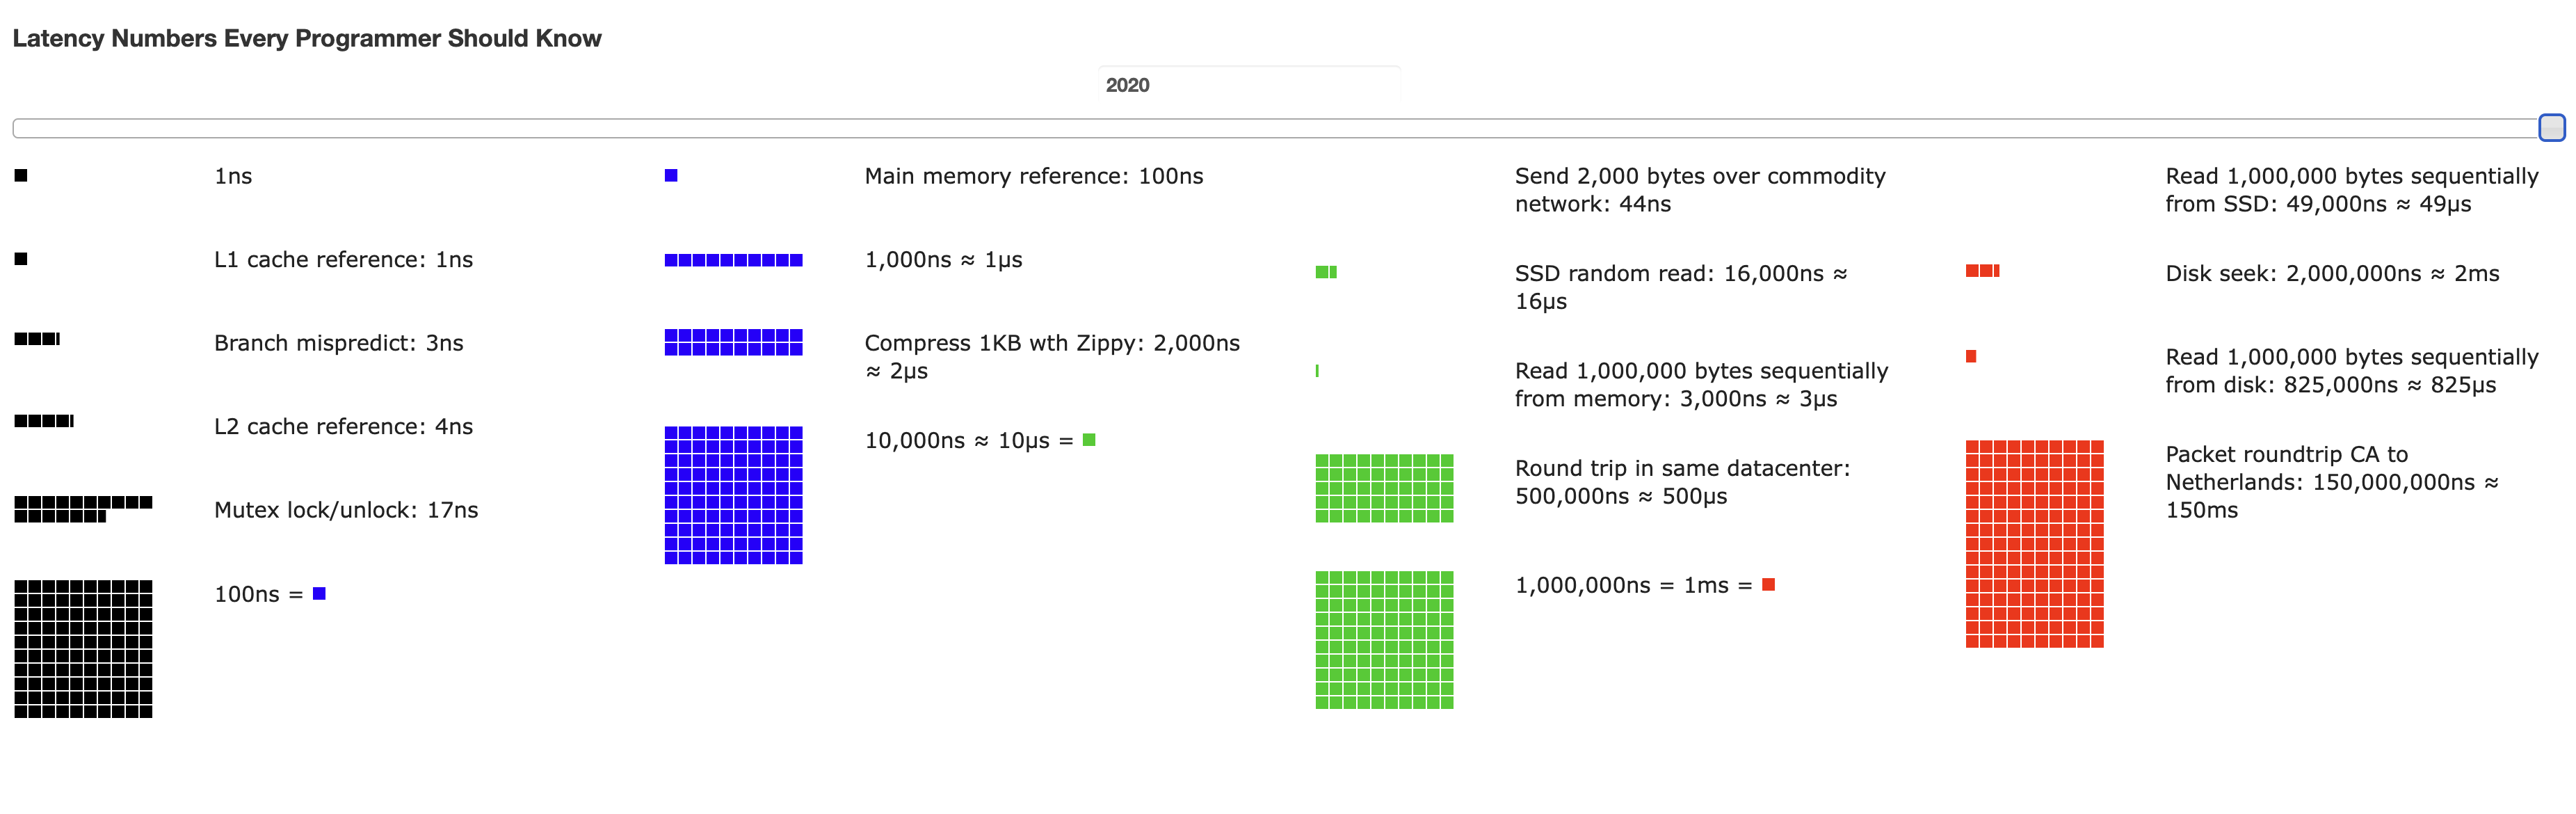 Latency Numbers Every Programmer Should Know
2020
1ns
L1 cache reference: 1ns
Branch mispredict: 3ns
L2 cache reference: 4ns
Mutex lock/unlock: 17ns
100ns =
Main memory reference: 100ns
1,000ns ≈ 1μs
Compress 1KB wth Zippy: 2,000ns
≈ 2μs
10,000ns ≈ 10μs =
Send 2,000 bytes over commodity
network: 44ns
SSD random read: 16,000ns ≈
16μs
Read 1,000,000 bytes sequentially
from memory: 3,000ns ≈ 3μs
Round trip in same datacenter:
500,000ns ≈ 500μs
1,000,000ns = 1ms =
Read 1,000,000 bytes sequentially
from SSD: 49,000ns ≈ 49μs
Disk seek: 2,000,000ns ≈ 2ms
Read 1,000,000 bytes sequentially
from disk: 825,000ns ≈ 825μs
Packet roundtrip CA to
Netherlands: 150,000,000ns ≈
150ms